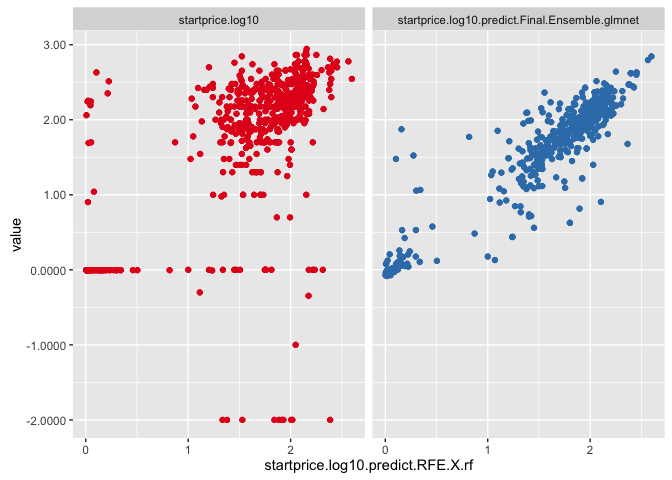 startprice.log10 startprice.log10.predict.Final.Ensemble.glmnet
3.00
2.00
1.00
0.0000
-1.0000
-2.0000
value
0 1 2 0 1 2
startprice.log10.predict.RFE.X.rf